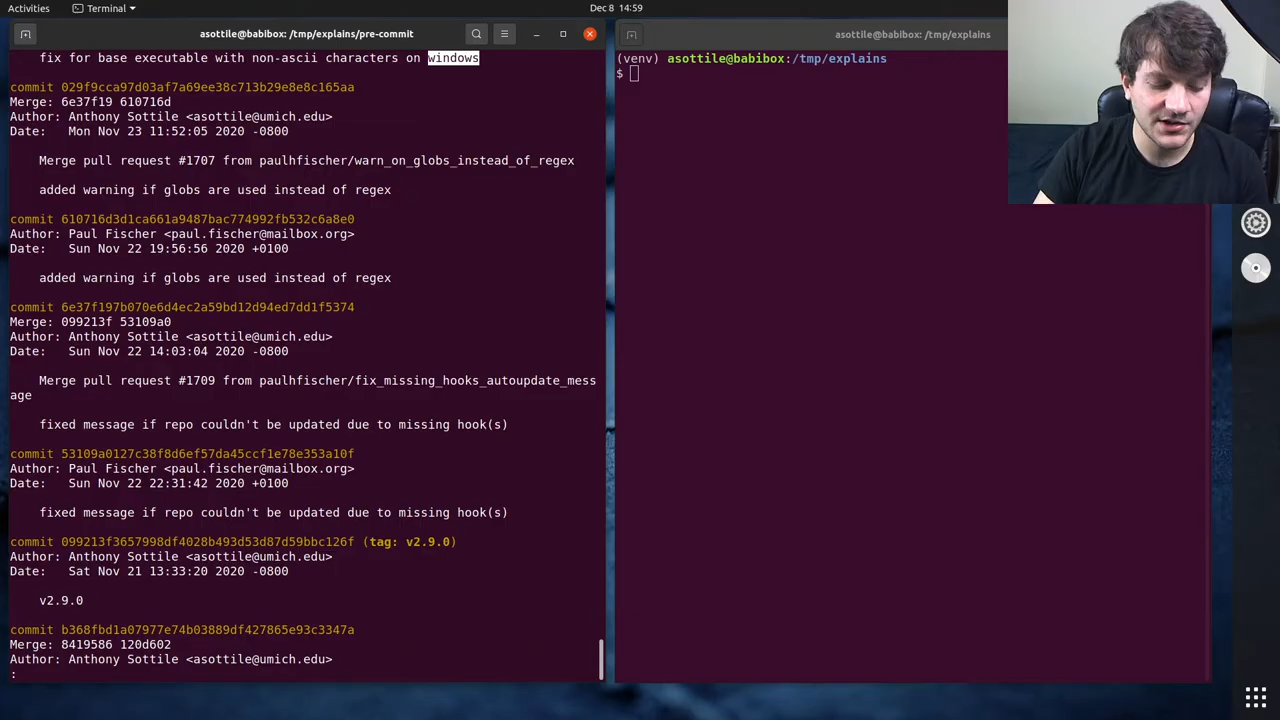 Activities
Terminal
Dec 8 14:59
asottile@babibox: /tmp/explains/pre-commit
fix for base executable with non-ascii characters on windows
commit 029f9cca97d03af7a69ee38c713b29e8e8c165aa
Merge: 6e37f19 610716d
Author: Anthony Sottile <asottile@umich.edu>
Date:   Mon Nov 23 11:52:05 2020 -0800
Merge pull request #1707 from paulhfischer/warn_on_globs_instead_of_regex
added warning if globs are used instead of regex
commit 610716d3d1ca661a9487bac774992fb532c6a8e0
Author: Paul Fischer <paul.fischer@mailbox.org>
Date:   Sun Nov 22 19:56:56 2020 +0100
added warning if globs are used instead of regex
commit 6e37f197b070e6d4ec2a59bd12d94ed7dd1f5374
Merge: 099213f 53109a0
Author: Anthony Sottile <asottile@umich.edu>
Date:   Sun Nov 22 14:03:04 2020 -0800
Merge pull request #1709 from paulhfischer/fix_missing_hooks_autoupdate_mess
age
fixed message if repo couldn't be updated due to missing hook(s)
commit 53109a0127c38f8d6ef57da45ccf1e78e353a10f
Author: Paul Fischer <paul.fischer@mailbox.org>
Date:   Sun Nov 22 22:31:42 2020 +0100
fixed message if repo couldn't be updated due to missing hook(s)
commit 099213f3657998df4028b493d53d87d59bbc126f (tag: v2.9.0)
Author: Anthony Sottile <asottile@umich.edu>
Date:   Sat Nov 21 13:33:20 2020 -0800
v2.9.0
commit b368fbd1a07977e74b03889df427865e93c3347a
Merge: 8419586 120d602
Author: Anthony Sottile <asottile@umich.edu>
:
asottile@babibox: /tmp/explains
(venv) asottile@babibox:/tmp/explains
$